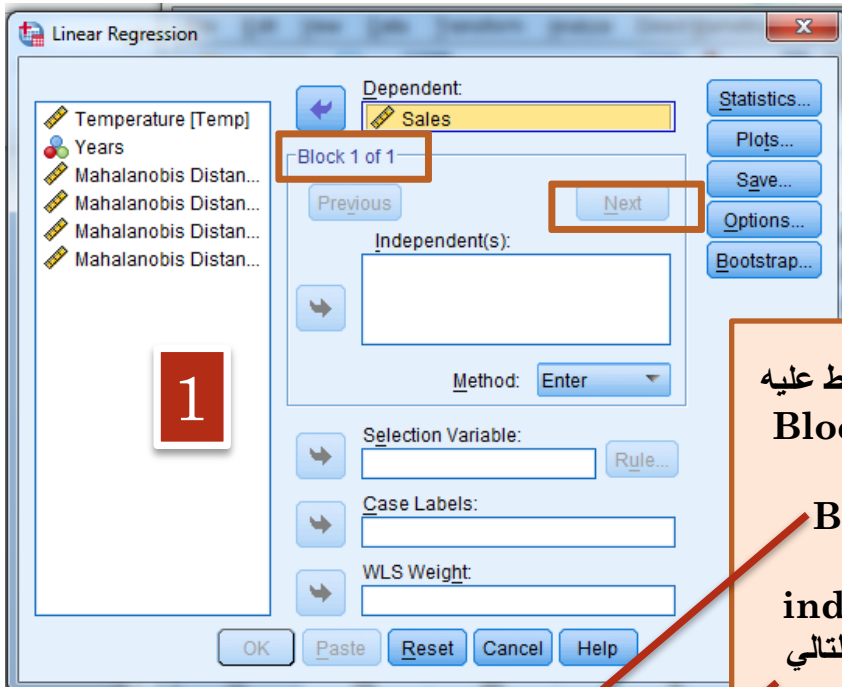 Linear Regression
Temperature [Temp]
Years
Mahalanobis Distan...
Mahalanobis Distan...
Mahalanobis Distan...
Mahalanobis Distan...
1
Dependent:
Sales
Block 1 of 1
Previous
Next
Independent(s):
Method: Enter
Selection Variable:
Rule...
Case Labels:
WLS Weight:
Statistics...
Plots...
Save...
Options...
Bootstrap...
OK
Paste
Reset
Cancel
Help
عليه